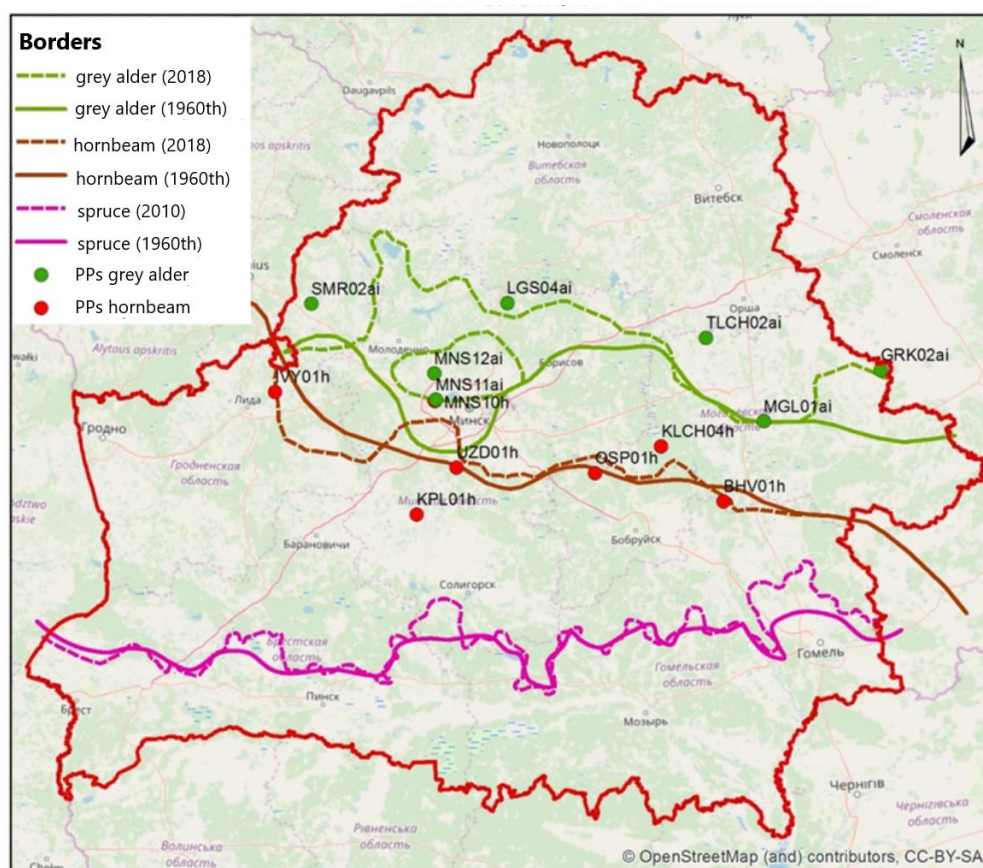 Borders
grey alder (2018)
grey alder (1960th)
hornbeam (2018)
hornbeam (1960th)
spruce (2010)
spruce (1960th)
PPs grey alder
PPs hornbeam
N
Daugavpils
Новополоцк
Витебская
область
Витебск
Смоленская
область
Смоленск
SMR02ai
LGS04ai
Орша
TLCH02ai
Alytaus apskritis
Молодечно
MNS12ai
Борисов
GRK02ai
IVY01h
MNS11ai
MNS10h
Лида
Минск
MGL01ai
Гродно
KLCH04h
UZD01h
OSP01h
Гродненская
область
BHV01h
KPL01h
Барановичи
Бобруйск
Солигорск
Брестская
область
Гомельская
область
Гомель
Брест
Пинск
Мозырь
Чернігів
Чернігівська
область
Рівненська
область
Волинська
область
© OpenStreetMap (and) contributors, CC-BY-SA